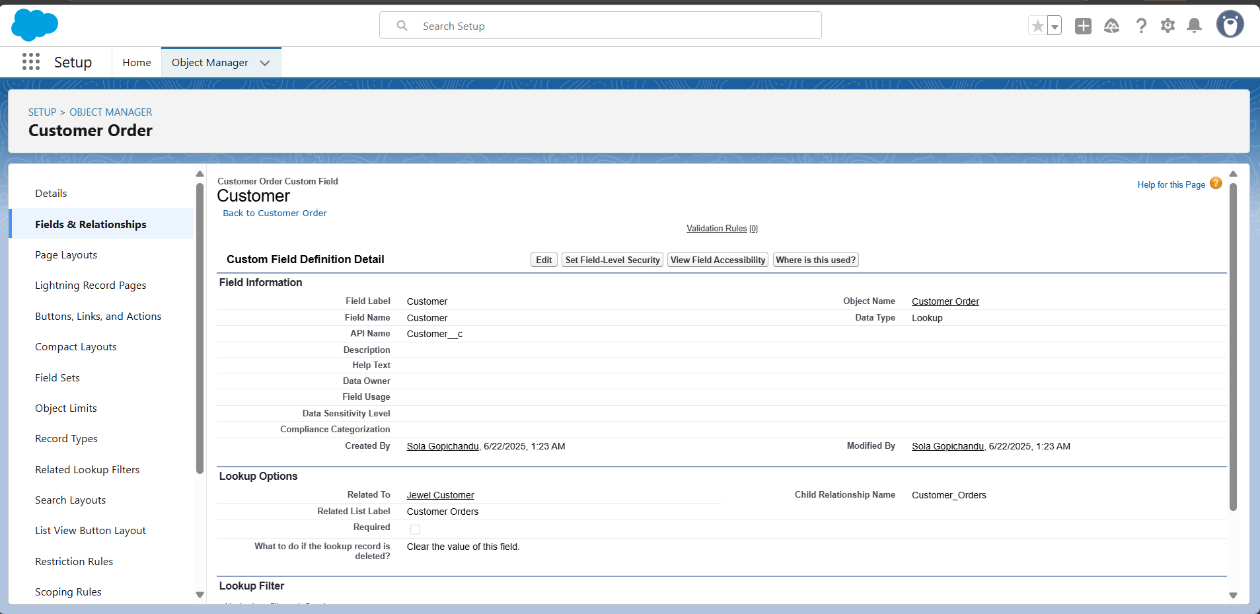 Search Setup
Setup
Home
Object Manager
SETUP > OBJECT MANAGER
Customer Order
Details
Fields & Relationships
Page Layouts
Lightning Record Pages
Buttons, Links, and Actions
Compact Layouts
Field Sets
Object Limits
Record Types
Related Lookup Filters
Search Layouts
List View Button Layout
Restriction Rules
Scoping Rules
Customer Order Custom Field
Customer
Help for this Page ?
Back to Customer Order
Validation Rules [0]
Custom Field Definition Detail Edit Set Field-Level Security View Field Accessibility Where is this used?
Field Information
Field Label Customer Object Name Customer Order
Field Name Customer Data Type Lookup
API Name Customer__c
Description
Help Text
Data Owner
Field Usage
Data Sensitivity Level
Compliance Categorization
Created By Sola Gopichandu, 6/22/2025, 1:23 AM Modified By Sola Gopichandu, 6/22/2025, 1:23 AM
Lookup Options
Related To Jewel Customer Child Relationship Name Customer_Orders
Related List Label Customer Orders
Required
What to do if the lookup record is deleted? Clear the value of this field.
Lookup Filter